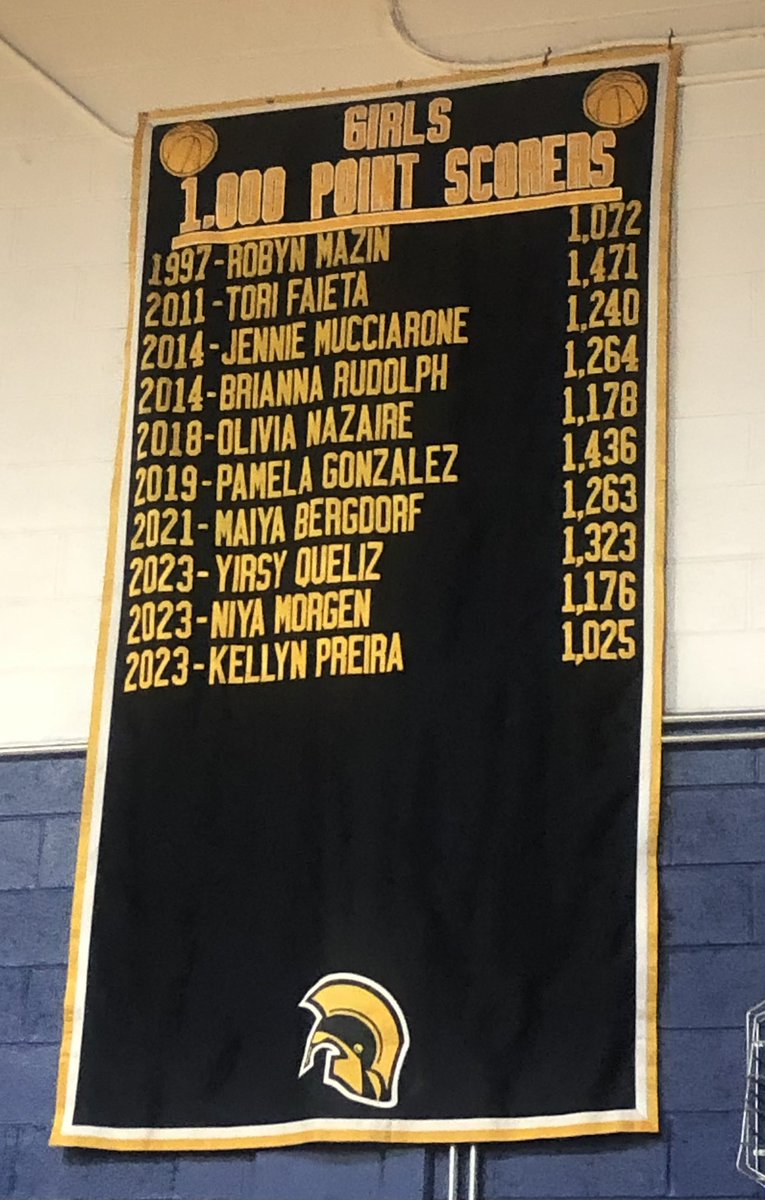 GIRLS
1,000 POINT SCORERS
1997-ROBYN MAZIN 1,072
2011-TORI FAIETA 1,471
2014-JENNIE MUCCIARONE 1,240
2014-BRIANNA RUDOLPH 1,264
2018-OLIVIA NAZAIRE 1,178
2019-PAMELA GONZALEZ 1,436
2021-MAIYA BERGDORF 1,263
2023-YIRSY QUELIZ 1,323
2023-NIYA MORGEN 1,176
2023-KELLYN PREIRA 1,025